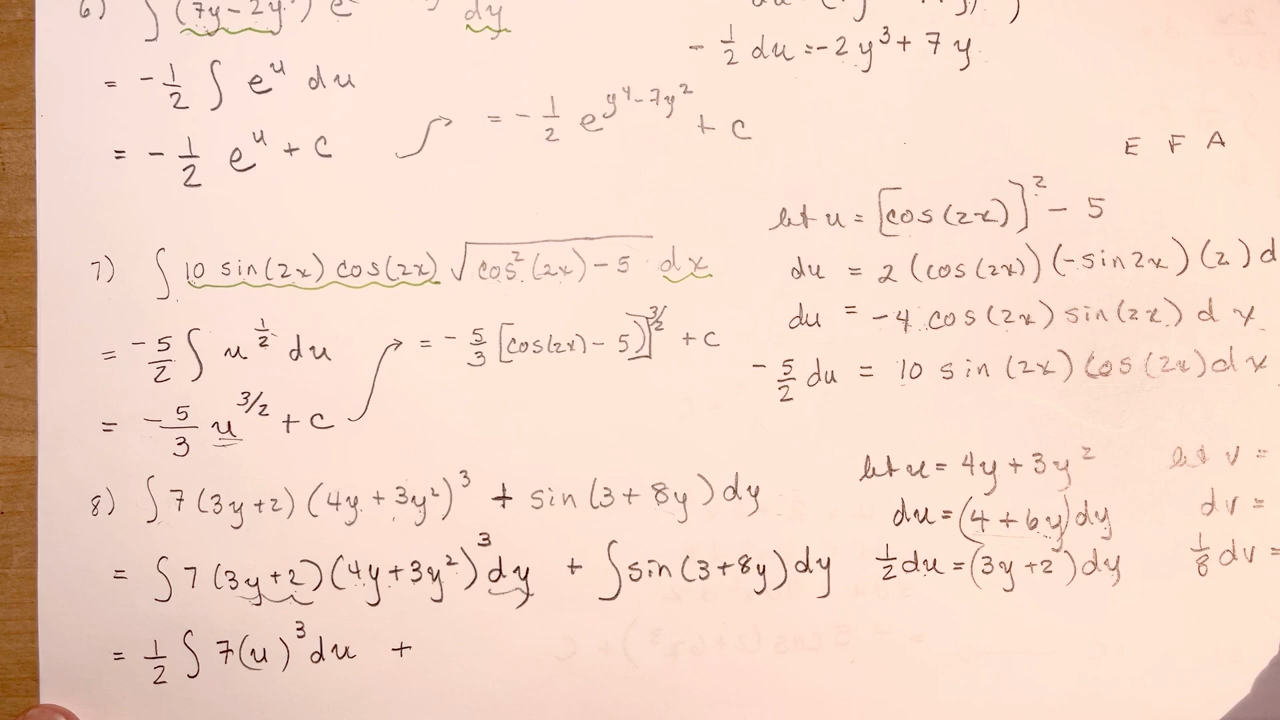 6) ∫ (7y - 2y³) e dy
- 1/2 du = -2y³ + 7y
= - 1/2 ∫ e^u du
= - 1/2 e^u + C
= - 1/2 e^(y⁴-7y²) + C
E F A
let u = [cos(2x)]² - 5
du = 2(cos(2x))(-sin2x)(2)d
du = -4 cos(2x) sin(2x) dx
- 5/2 du = 10 sin(2x) cos(2x) dx
7) ∫ 10 sin(2x) cos(2x) √(cos²(2x) - 5) dx
= - 5/2 ∫ u^(1/2) du
= - 5/3 u^(3/2) + C
= - 5/3 [cos(2x) - 5)]^(3/2) + C
8) ∫ 7(3y+2)(4y+3y²)³ + sin(3+8y)dy
= ∫ 7(3y+2)(4y+3y²)³ dy + ∫ sin(3+8y)dy
= 1/2 ∫ 7(u)³ du +
let u = 4y + 3y²
du = (4+6y)dy
1/2 du = (3y+2)dy
let v =
dv =
1/8 dv =